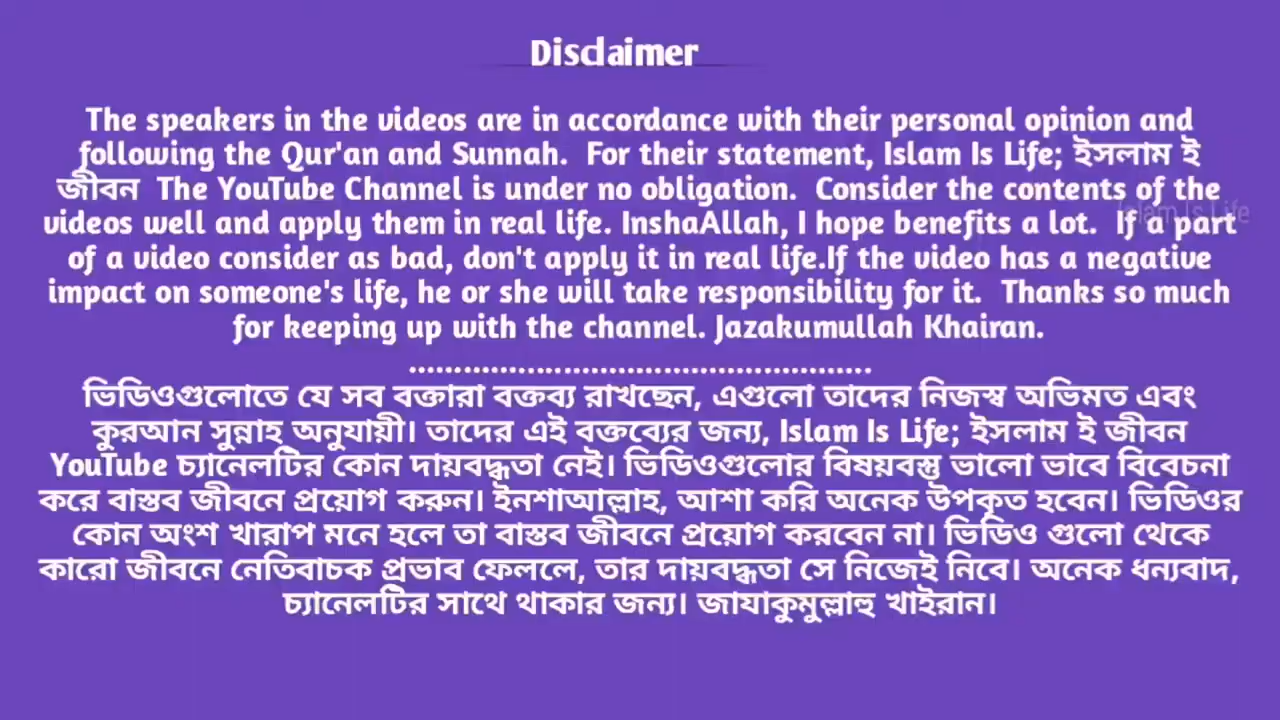 Disclaimer
The speakers in the videos are in accordance with their personal opinion and
following the Qur'an and Sunnah. For their statement, Islam Is Life; ইসলাম ই
জীবন The YouTube Channel is under no obligation. Consider the contents of the
Islam Is Life
videos well and apply them in real life. InshaAllah, I hope benefits a lot. If a part
of a video consider as bad, don't apply it in real life.If the video has a negative
impact on someone's life, he or she will take responsibility for it. Thanks so much
for keeping up with the channel. Jazakumullah Khairan.
...................................................
ভিডিওগুলোতে যে সব বক্তারা বক্তব্য রাখছেন, এগুলো তাদের নিজস্ব অভিমত এবং
কুরআন সুন্নাহ অনুযায়ী। তাদের এই বক্তব্যের জন্য, Islam Is Life; ইসলাম ই জীবন
YouTube চ্যানেলটির কোন দায়বদ্ধতা নেই। ভিডিওগুলোর বিষয়বস্তু ভালো ভাবে বিবেচনা
করে বাস্তব জীবনে প্রয়োগ করুন। ইনশাআল্লাহ, আশা করি অনেক উপকৃত হবেন। ভিডিওর
কোন অংশ খারাপ মনে হলে তা বাস্তব জীবনে প্রয়োগ করবেন না। ভিডিও গুলো থেকে
কারো জীবনে নেতিবাচক প্রভাব ফেললে, তার দায়বদ্ধতা সে নিজেই নিবে। অনেক ধন্যবাদ,
চ্যানেলটির সাথে থাকার জন্য। জাযাকুমুল্লাহু খাইরান।